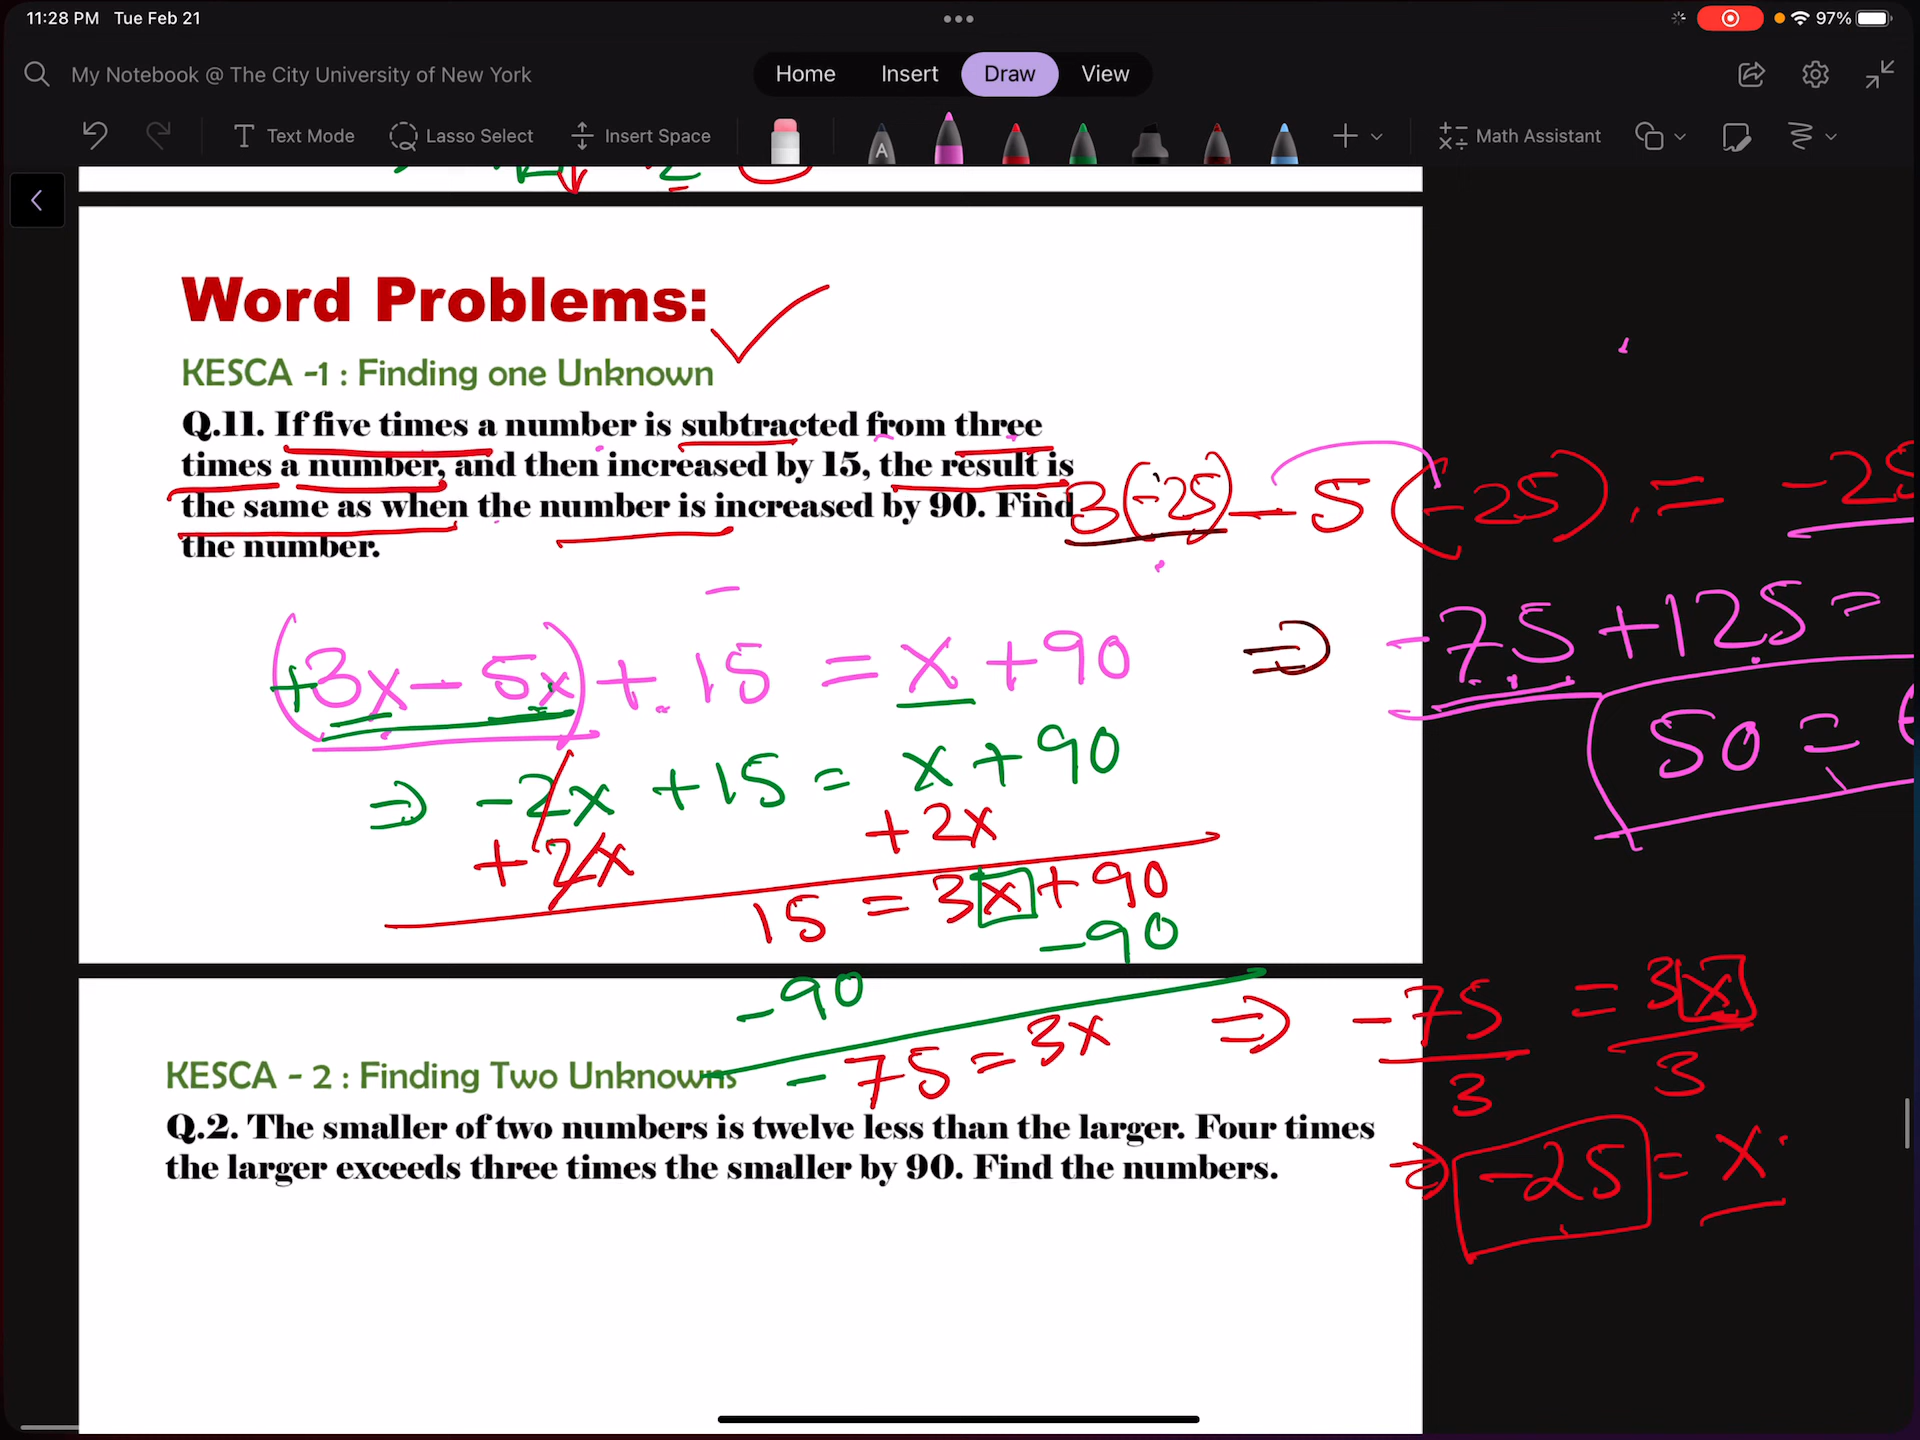 11:28 PM Tue Feb 21
97%
My Notebook @ The City University of New York
Home Insert Draw View
Text Mode Lasso Select Insert Space
A
Math Assistant
Word Problems:
KESCA -1 : Finding one Unknown
Q.11. If five times a number is subtracted from three
times a number, and then increased by 15, the result is
the same as when the number is increased by 90. Find
the number.
3(-25) - 5(-25) = -25
(+3x - 5x) + 15 = x + 90
⇒ -75 + 125 =
50 =
⇒ -2x + 15 = x + 90
+ 2x + 2x
15 = 3x + 90
-90
-90
-75 = 3x ⇒ -75 = 3x
3 3
⇒ -25 = x
KESCA - 2 : Finding Two Unknowns
Q.2. The smaller of two numbers is twelve less than the larger. Four times
the larger exceeds three times the smaller by 90. Find the numbers.